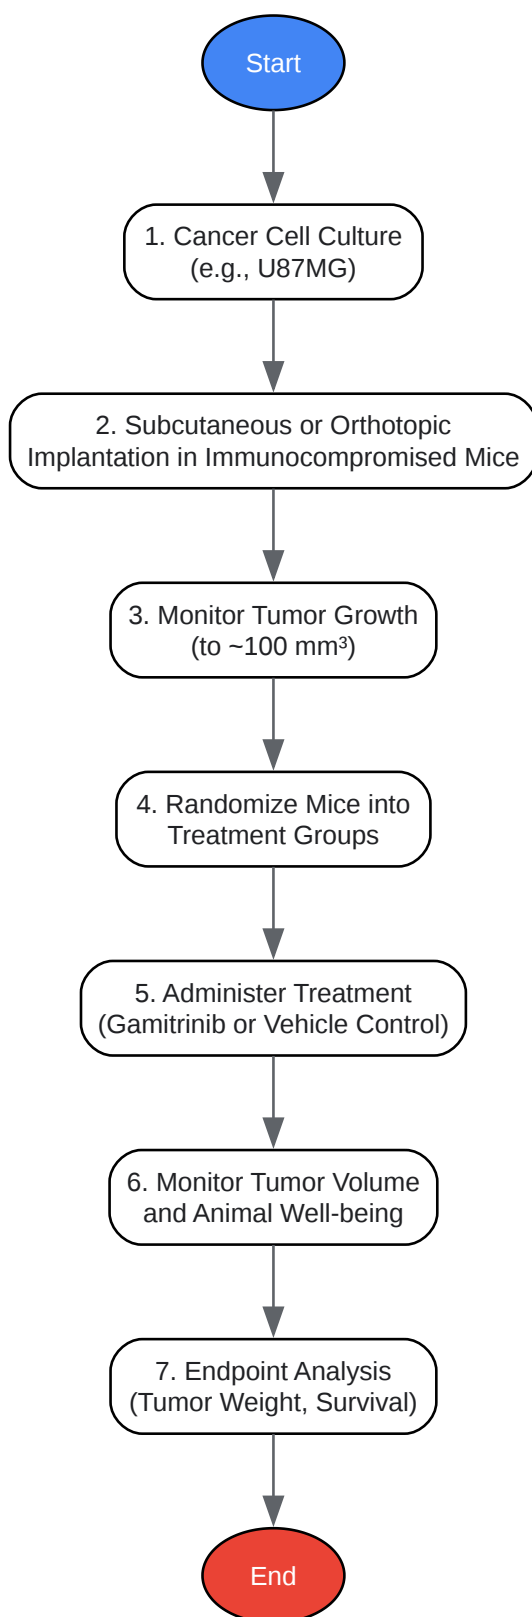 Start
1. Cancer Cell Culture
(e.g., U87MG)
2. Subcutaneous or Orthotopic
Implantation in Immunocompromised Mice
3. Monitor Tumor Growth
(to ~100 mm³)
4. Randomize Mice into
Treatment Groups
5. Administer Treatment
(Gamitrinib or Vehicle Control)
6. Monitor Tumor Volume
and Animal Well-being
7. Endpoint Analysis
(Tumor Weight, Survival)
End